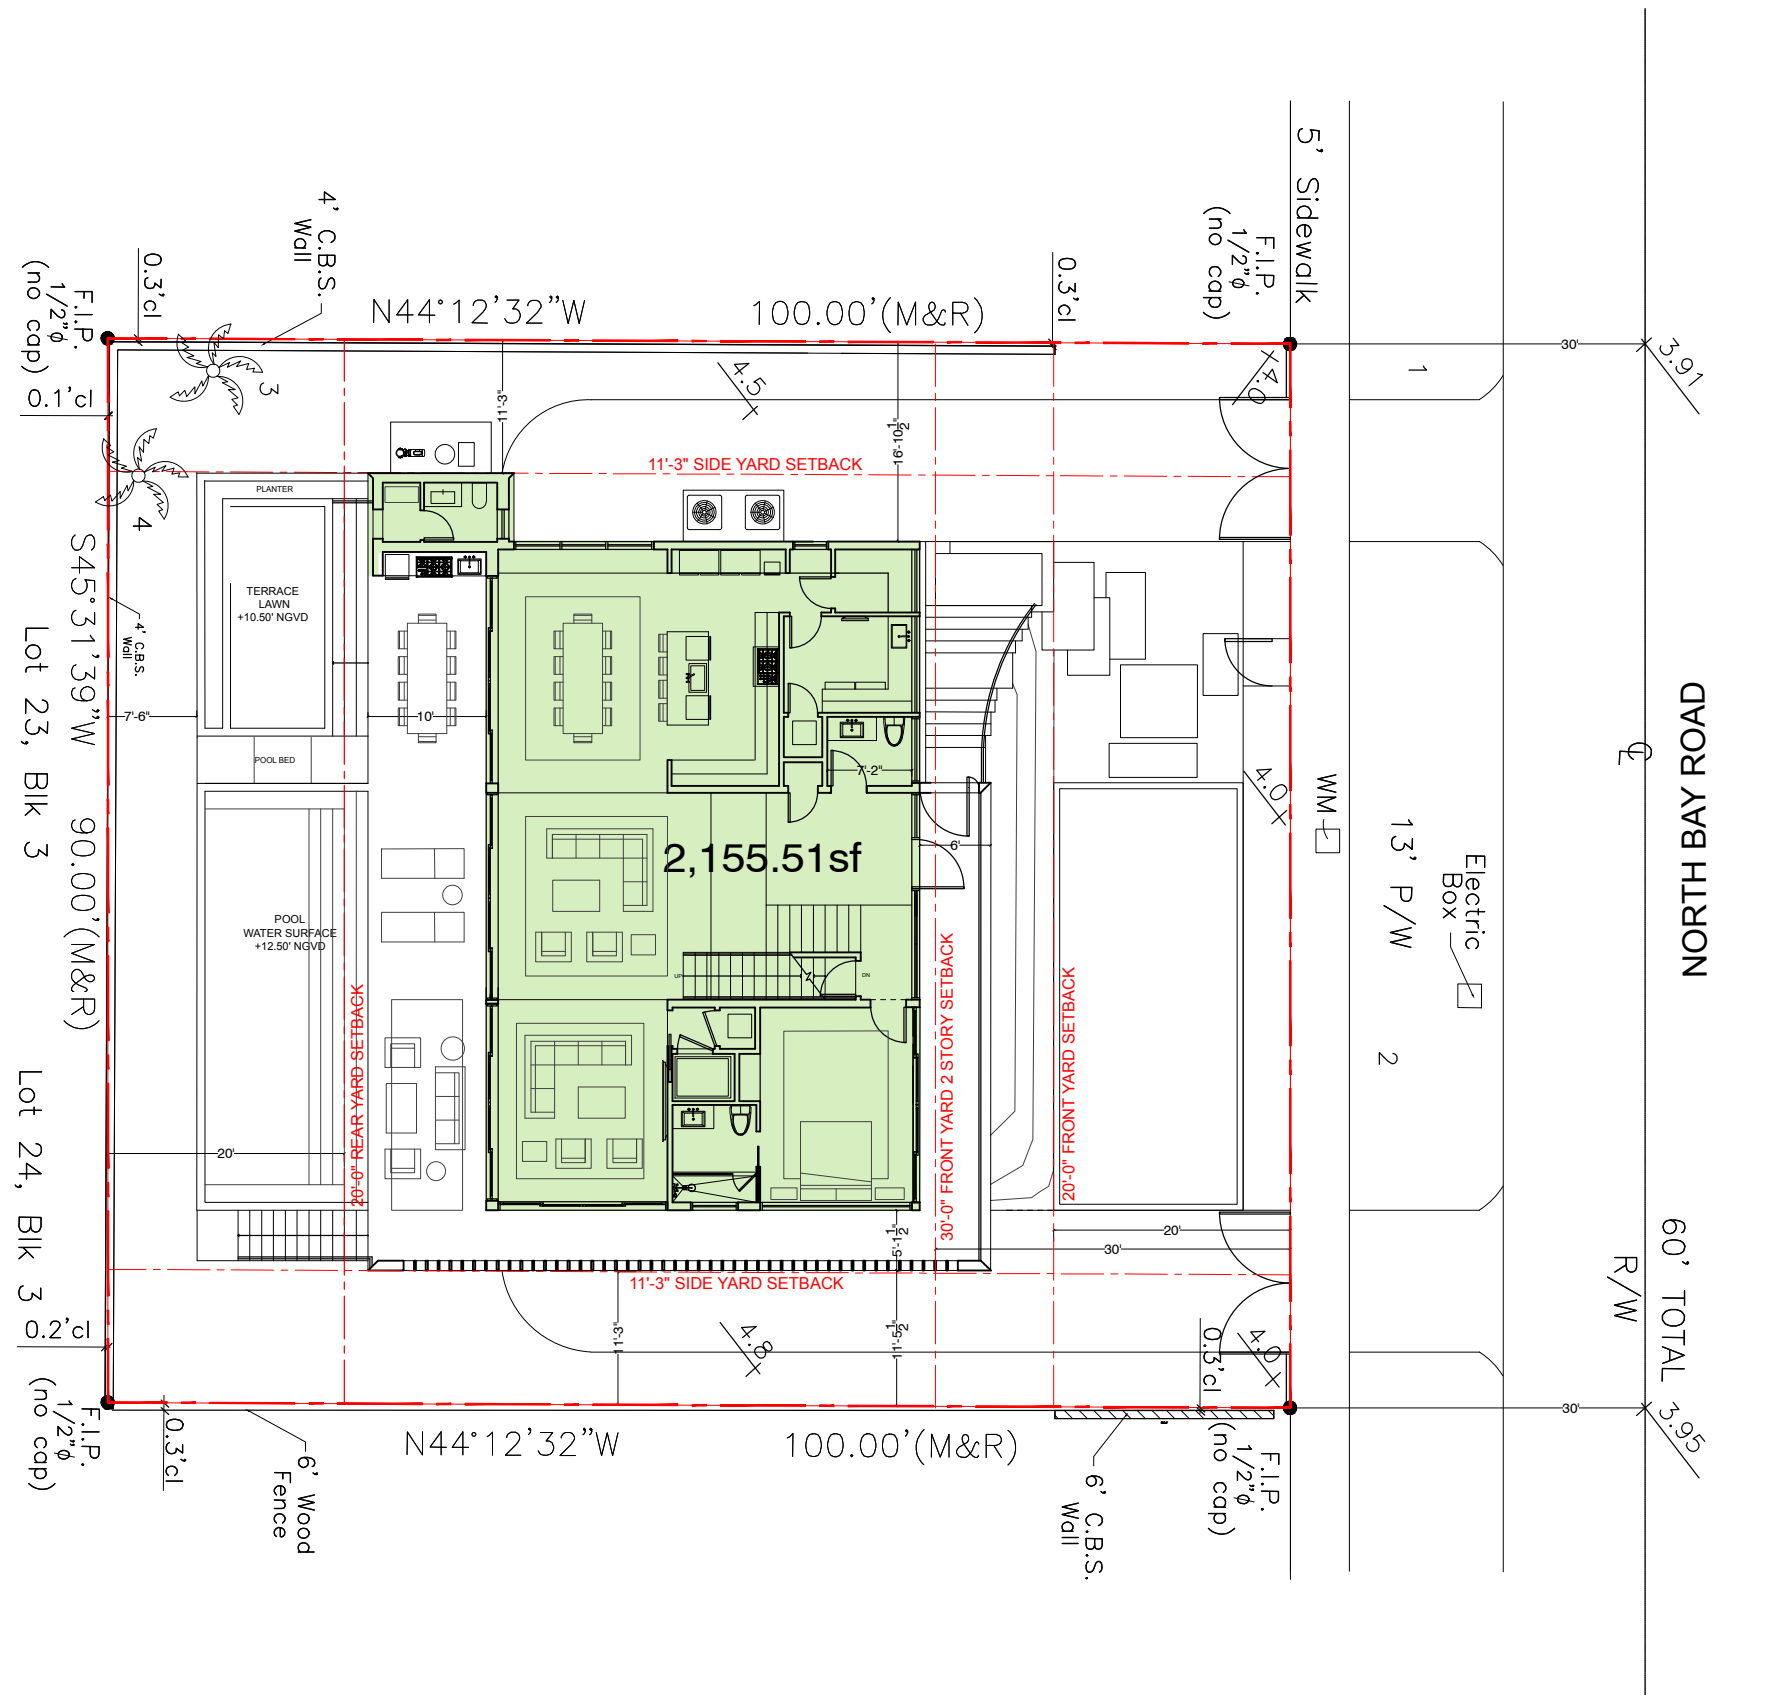 5' Sidewalk
F.I.P.
1/2"ϕ
(no cap)
4' C.B.S.
Wall
0.3'cl
0.3'cl
N44°12'32"W
100.00'(M&R)
F.I.P.
1/2"ϕ
(no cap)
0.1'cl
3
4
4.5
4.0
1
30'
3.91
11'-3"
16'-10 1/2"
11'-3" SIDE YARD SETBACK
PLANTER
TERRACE
LAWN
+10.50' NGVD
S45°31'39"W
90.00'(M&R)
4' C.B.S.
Wall
Lot 23, Blk 3
7'-6"
10'
POOL BED
7'-2"
6'
4.0
WM
℄
NORTH BAY ROAD
13' P/W
Electric
Box
2
2,155.51sf
POOL
WATER SURFACE
+12.50' NGVD
UP
DN
20'-0" REAR YARD SETBACK
30'-0" FRONT YARD 2 STORY SETBACK
20'-0" FRONT YARD SETBACK
Lot 24, Blk 3
20'
5'-1 1/2"
20'
30'
11'-3" SIDE YARD SETBACK
60' TOTAL
R/W
0.2'cl
11'-3"
4.8
11'-5 1/2"
0.3'cl
4.0
30'
3.95
F.I.P.
1/2"ϕ
(no cap)
0.3'cl
N44°12'32"W
100.00'(M&R)
F.I.P.
1/2"ϕ
(no cap)
6' Wood
Fence
6' C.B.S.
Wall